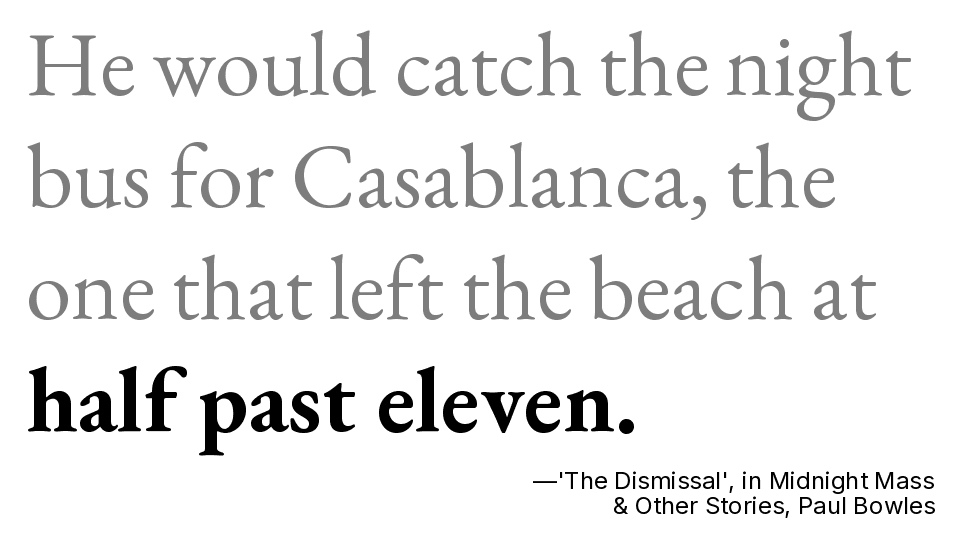 He would catch the night
bus for Casablanca, the
one that left the beach at
half past eleven.
—'The Dismissal', in Midnight Mass
& Other Stories, Paul Bowles